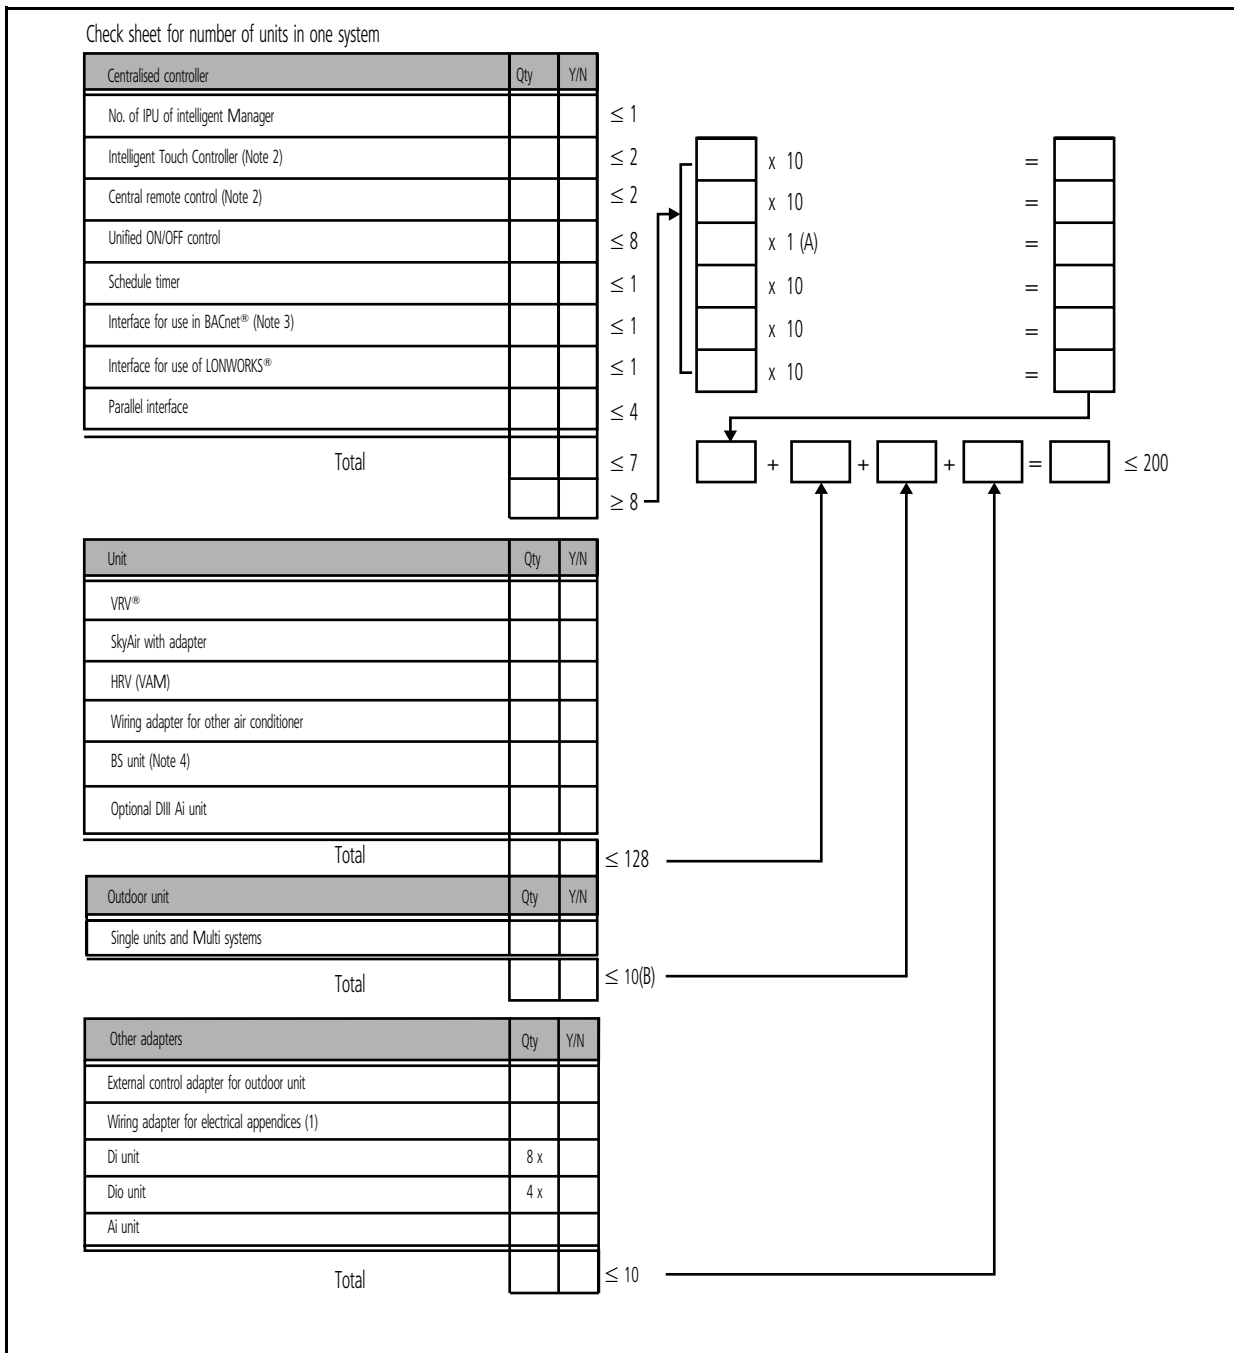 Check sheet for number of units in one system
Centralised controller Qty Y/N
No. of IPU of intelligent Manager ≤ 1
Intelligent Touch Controller (Note 2) ≤ 2 x 10 =
Central remote control (Note 2) ≤ 2 x 10 =
Unified ON/OFF control ≤ 8 x 1 (A) =
Schedule timer ≤ 1 x 10 =
Interface for use in BACnet® (Note 3) ≤ 1 x 10 =
Interface for use of LONWORKS® ≤ 1 x 10 =
Parallel interface ≤ 4
Total ≤ 7 + + + = ≤ 200
≥ 8
Unit Qty Y/N
VRV®
SkyAir with adapter
HRV (VAM)
Wiring adapter for other air conditioner
BS unit (Note 4)
Optional DIII Ai unit
Total ≤ 128
Outdoor unit Qty Y/N
Single units and Multi systems
Total ≤ 10(B)
Other adapters Qty Y/N
External control adapter for outdoor unit
Wiring adapter for electrical appendices (1)
Di unit 8 x
Dio unit 4 x
Ai unit
Total ≤ 10